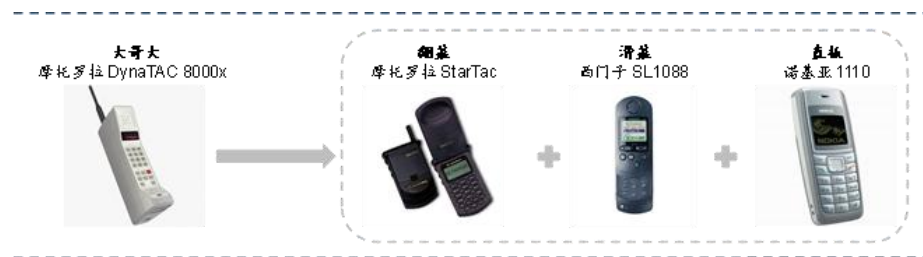 大哥大
摩托罗拉 DynaTAC 8000x
翻盖
摩托罗拉 StarTac
滑盖
西门子 SL1088
直板
诺基亚 1110
NOKIA